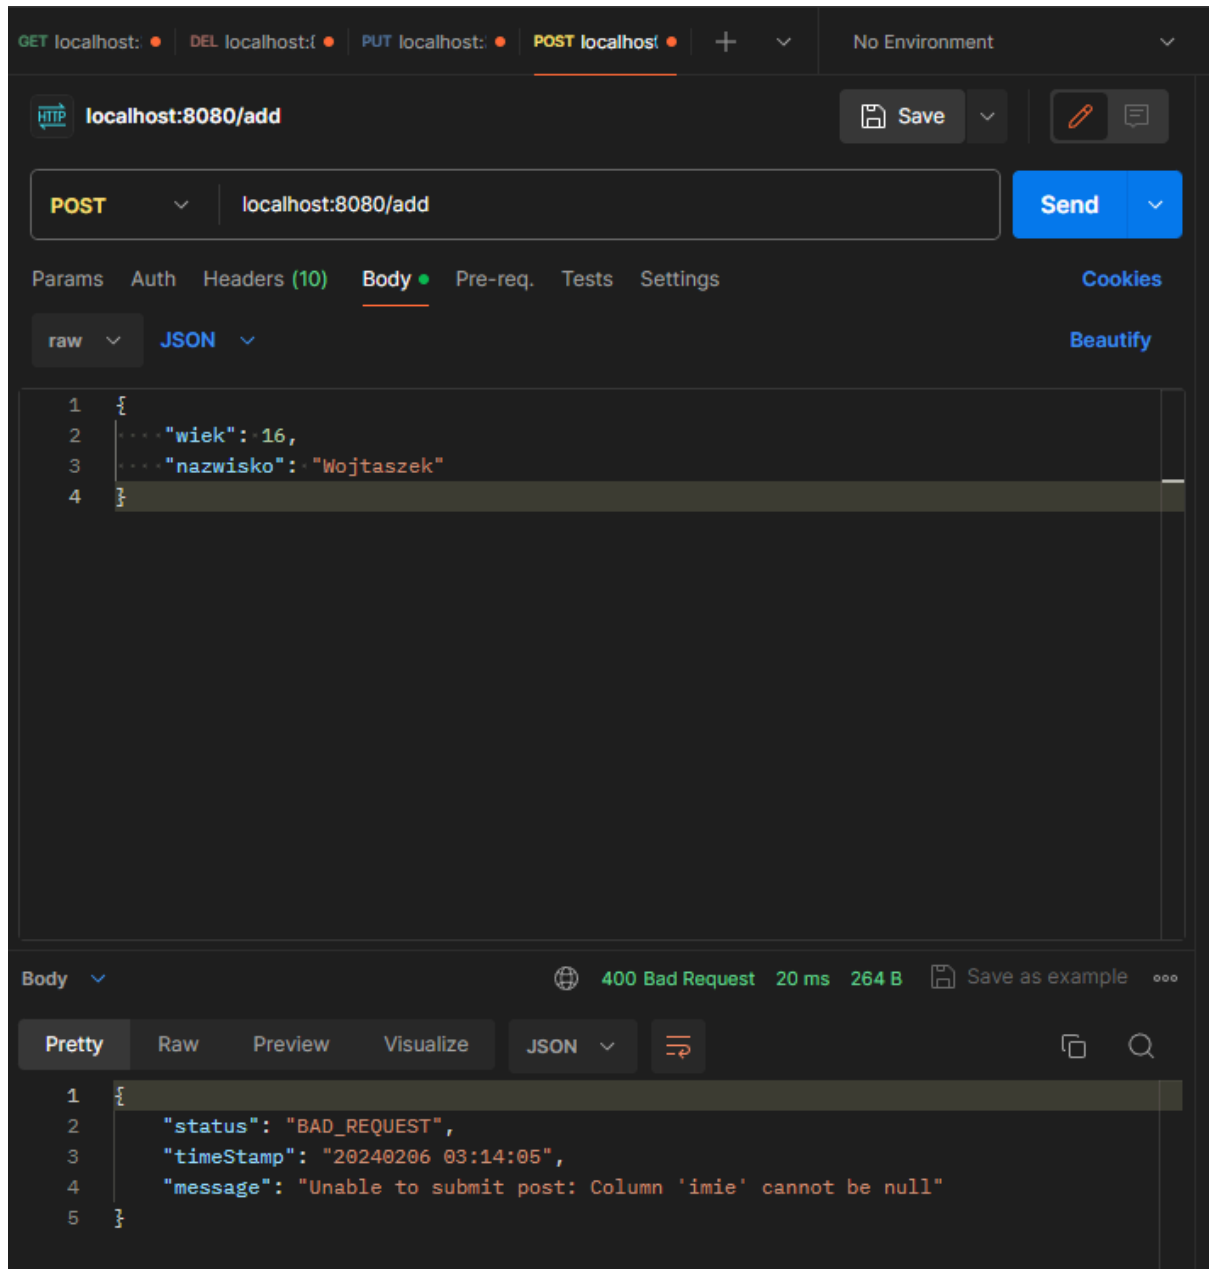 GET localhost: DEL localhost:[ PUT localhost: POST localhost No Environment
HTTP localhost:8080/add Save
POST localhost:8080/add Send
Params Auth Headers (10) Body Pre-req. Tests Settings Cookies
raw JSON Beautify
1 {
2 "wiek": 16,
3 "nazwisko": "Wojtaszek"
4 }
Body 400 Bad Request 20 ms 264 B Save as example
Pretty Raw Preview Visualize JSON
1 {
2 "status": "BAD_REQUEST",
3 "timeStamp": "20240206 03:14:05",
4 "message": "Unable to submit post: Column 'imie' cannot be null"
5 }